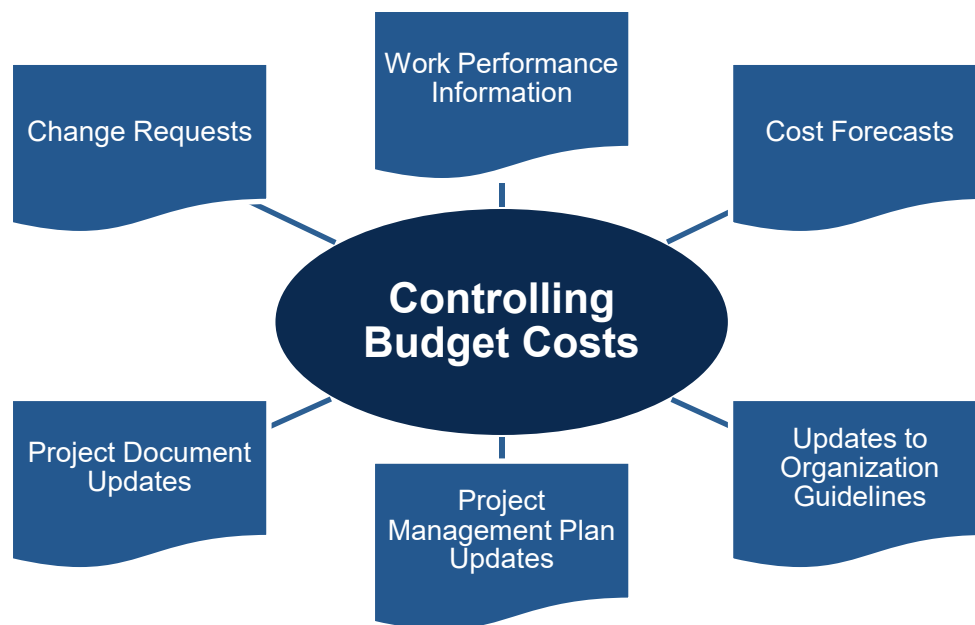 Work Performance
Information
Change Requests
Cost Forecasts
Controlling
Budget Costs
Project Document
Updates
Project
Management Plan
Updates
Updates to
Organization
Guidelines